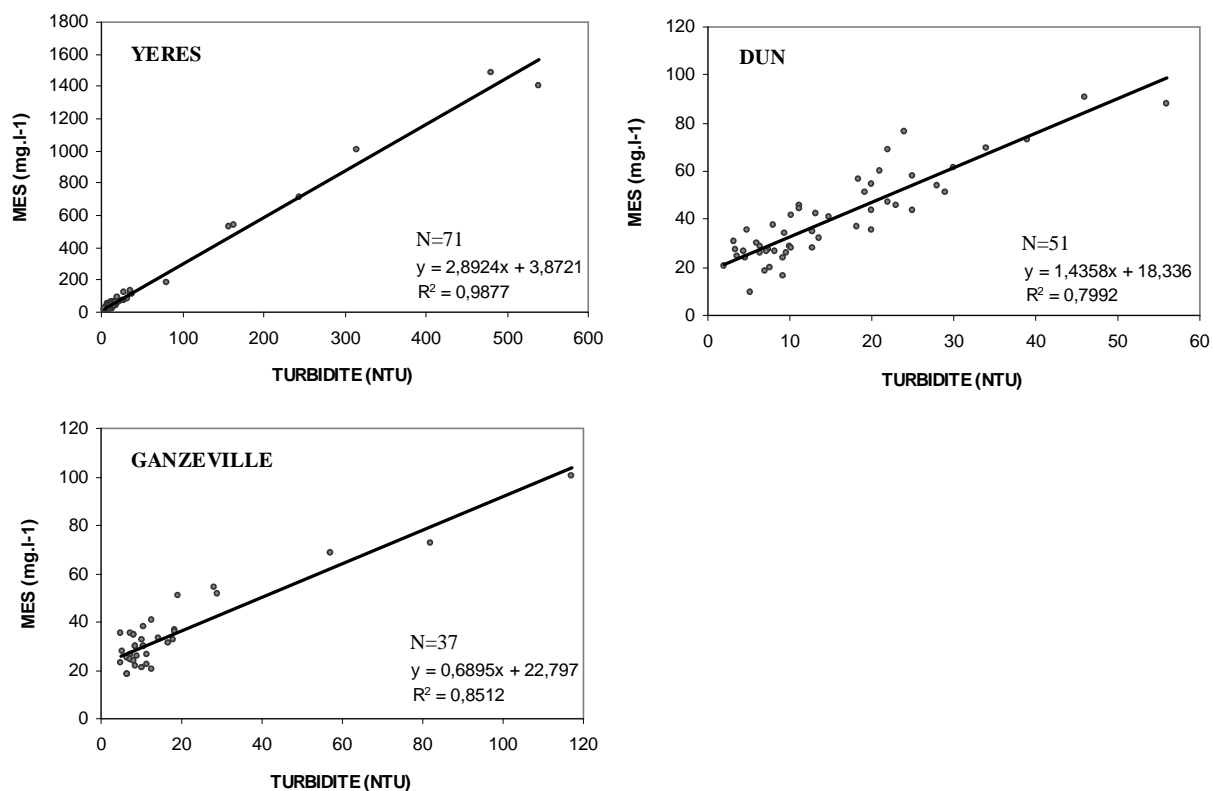 YERES
MES (mg.l-1)
1800
1600
1400
1200
1000
800
600
400
200
0
N=71
y = 2,8924x + 3,8721
R² = 0,9877
0 100 200 300 400 500 600
TURBIDITE (NTU)
DUN
MES (mg.l-1)
120
100
80
60
40
20
0
N=51
y = 1,4358x + 18,336
R² = 0,7992
0 10 20 30 40 50 60
TURBIDITE (NTU)
GANZEVILLE
MES (mg.l-1)
120
100
80
60
40
20
0
N=37
y = 0,6895x + 22,797
R² = 0,8512
0 20 40 60 80 100 120
TURBIDITE (NTU)